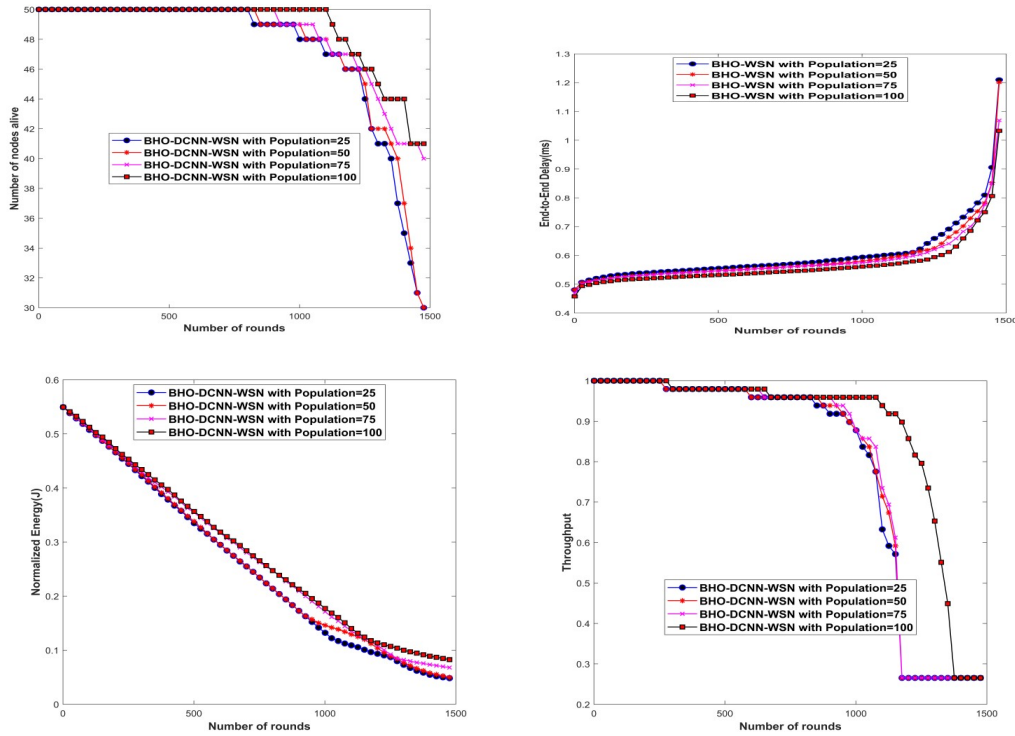 50
48
46
44
42
40
38
36
34
32
30
Number of nodes alive
BHO-DCNN-WSN with Population=25
BHO-DCNN-WSN with Population=50
BHO-DCNN-WSN with Population=75
BHO-DCNN-WSN with Population=100
0 500 1000 1500
Number of rounds
1.3
1.2
1.1
1
0.9
0.8
0.7
0.6
0.5
0.4
End-to-End Delay(ms)
BHO-WSN with Population=25
BHO-WSN with Population=50
BHO-WSN with Population=75
BHO-WSN with Population=100
0 500 1000 1500
Number of rounds
0.6
0.5
0.4
0.3
0.2
0.1
0
Normalized Energy(J)
BHO-DCNN-WSN with Population=25
BHO-DCNN-WSN with Population=50
BHO-DCNN-WSN with Population=75
BHO-DCNN-WSN with Population=100
0 500 1000 1500
Number of rounds
1
0.9
0.8
0.7
0.6
0.5
0.4
0.3
0.2
Throughput
BHO-DCNN-WSN with Population=25
BHO-DCNN-WSN with Population=50
BHO-DCNN-WSN with Population=75
BHO-DCNN-WSN with Population=100
0 500 1000 1500
Number of rounds